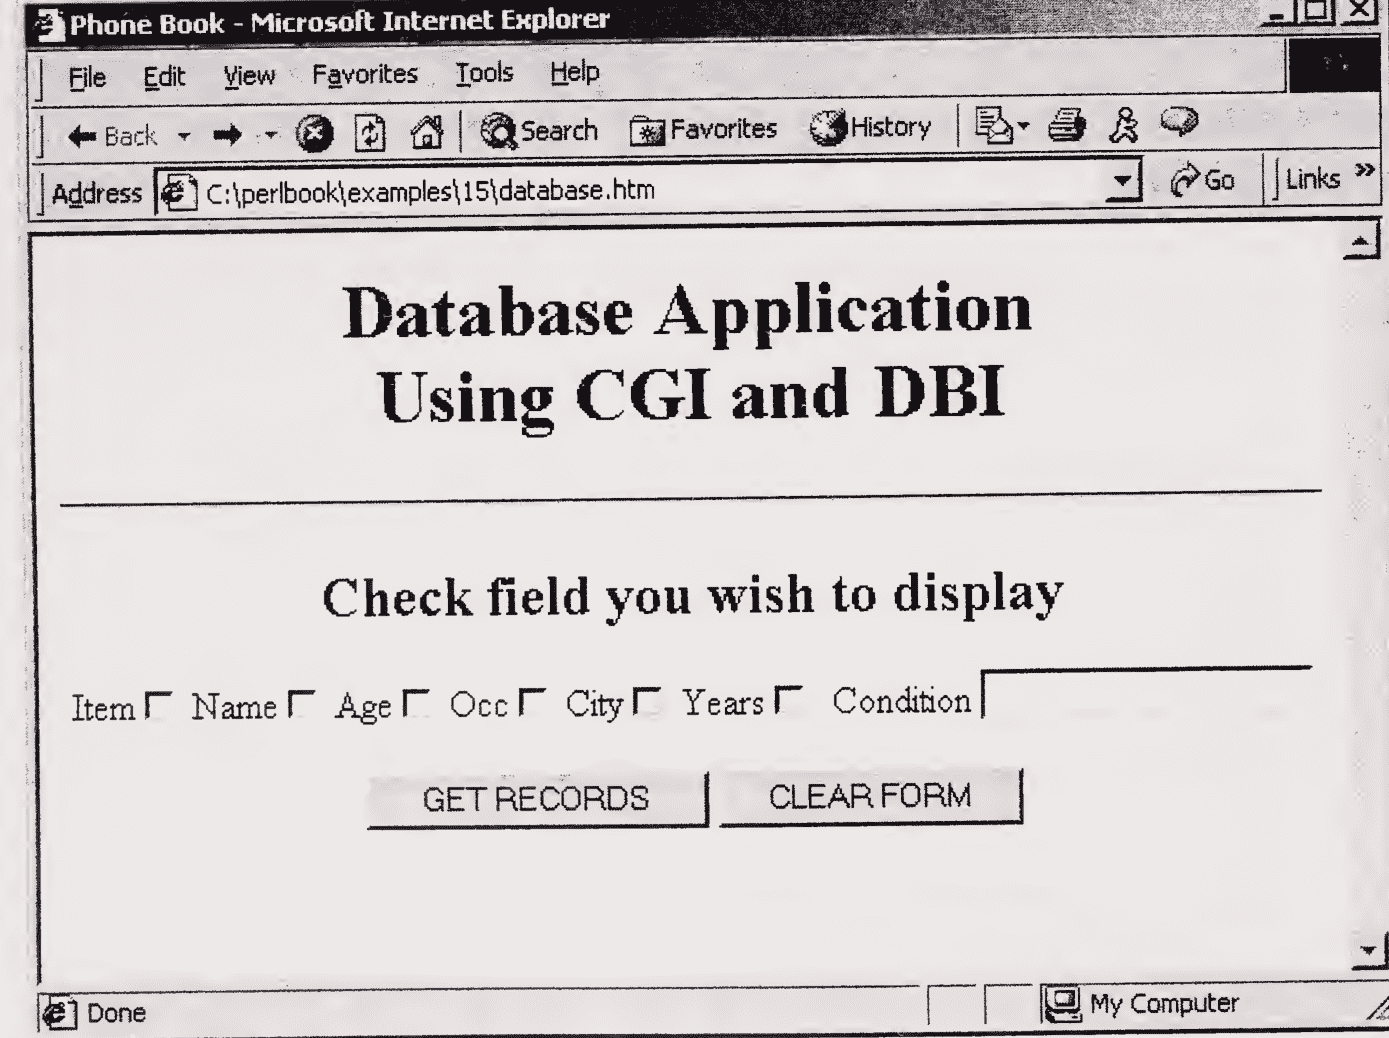 Phone Book - Microsoft Internet Explorer
File Edit View Favorites Tools Help
Back Search Favorites History
Address C:\perlbook\examples\15\database.htm Go Links »
Database Application
Using CGI and DBI
Check field you wish to display
Item Name Age Occ City Years Condition
GET RECORDS CLEAR FORM
Done My Computer